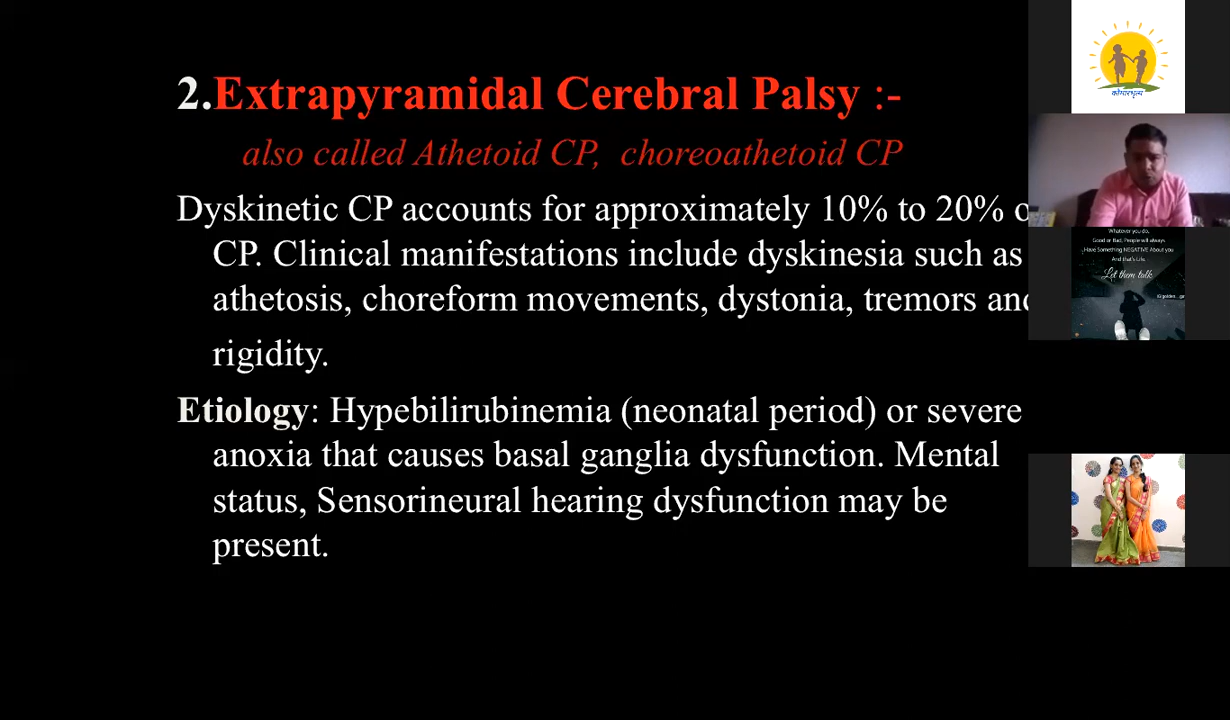 2.Extrapyramidal Cerebral Palsy :-
also called Athetoid CP, choreoathetoid CP
Dyskinetic CP accounts for approximately 10% to 20% o
CP. Clinical manifestations include dyskinesia such as
athetosis, choreform movements, dystonia, tremors and
rigidity.
Etiology: Hypebilirubinemia (neonatal period) or severe
anoxia that causes basal ganglia dysfunction. Mental
status, Sensorineural hearing dysfunction may be
present.
कौमारभृत्य
Whatever you do,
Good or Bad, People will always
Have Something NEGATIVE About you
And that's Life.
Let them talk